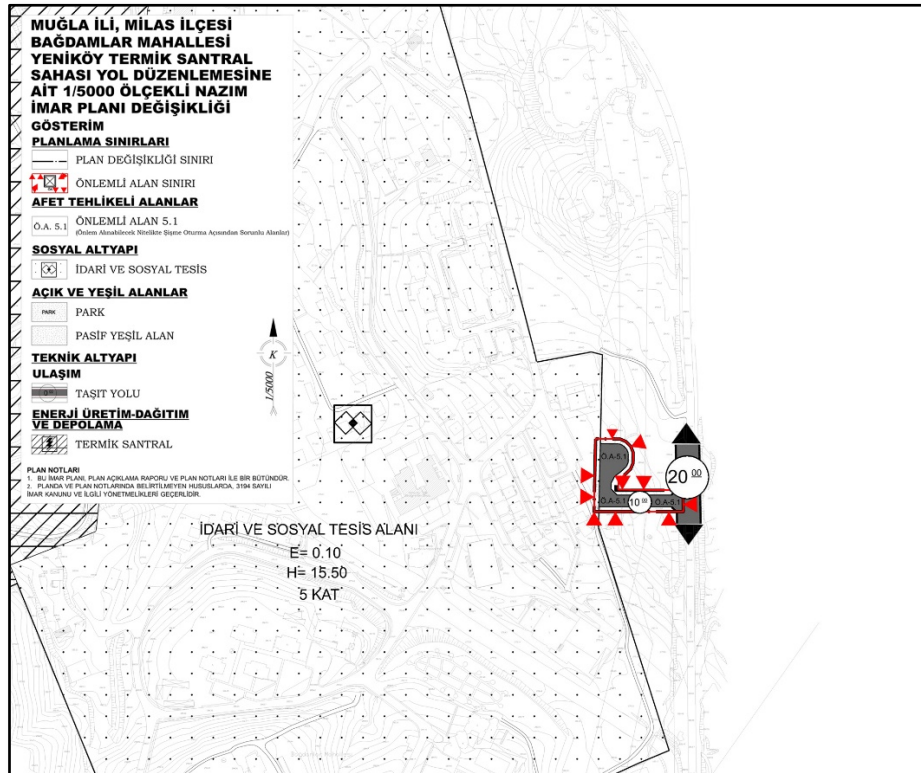 MUĞLA İLİ, MİLAS İLÇESİ
BAĞDAMLAR MAHALLESİ
YENİKÖY TERMİK SANTRAL
SAHASI YOL DÜZENLEMESİNE
AİT 1/5000 ÖLÇEKLİ NAZIM
İMAR PLANI DEĞİŞİKLİĞİ
GÖSTERİM
PLANLAMA SINIRLARI
PLAN DEĞİŞİKLİĞİ SINIRI
ÖNLEMLİ ALAN SINIRI
AFET TEHLİKELİ ALANLAR
Ö.A. 5.1
ÖNLEMLİ ALAN 5.1
(Önlem Alınabilecek Nitelikte Şişme Oturma Açısından Sorunlu Alanlar)
SOSYAL ALTYAPI
İDARİ VE SOSYAL TESİS
AÇIK VE YEŞİL ALANLAR
PARK
PARK
PASİF YEŞİL ALAN
TEKNİK ALTYAPI
ULAŞIM
TAŞIT YOLU
ENERJİ ÜRETİM-DAĞITIM
VE DEPOLAMA
TERMİK SANTRAL
PLAN NOTLARI
1. BU İMAR PLANI, PLAN AÇIKLAMA RAPORU VE PLAN NOTLARI İLE BİR BÜTÜNDÜR.
2. PLANDA VE PLAN NOTLARINDA BELİRTİLMEYEN HUSUSLARDA, 3194 SAYILI
İMAR KANUNU VE İLGİLİ YÖNETMELİKLERİ GEÇERLİDİR.
K
1/5000
Ö.A-5.1
Ö.A-5.1
10 00
Ö.A-5.1
20 00
İDARİ VE SOSYAL TESİS ALANI
E= 0.10
H= 15.50
5 KAT